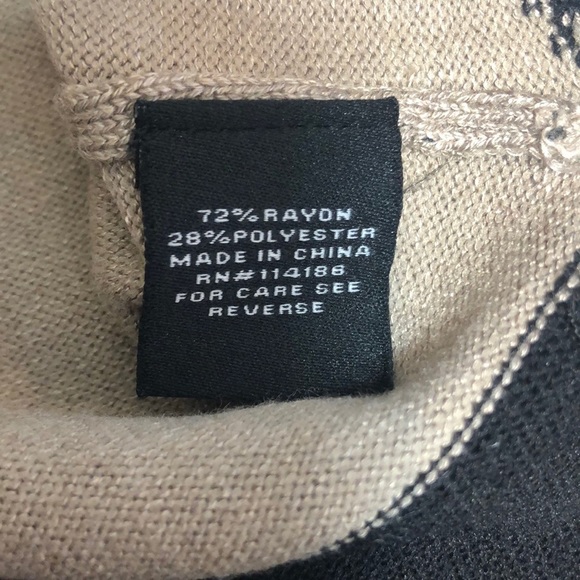 72%RAYON
28%POLYESTER
MADE IN CHINA
RN#114186
FOR CARE SEE
REVERSE